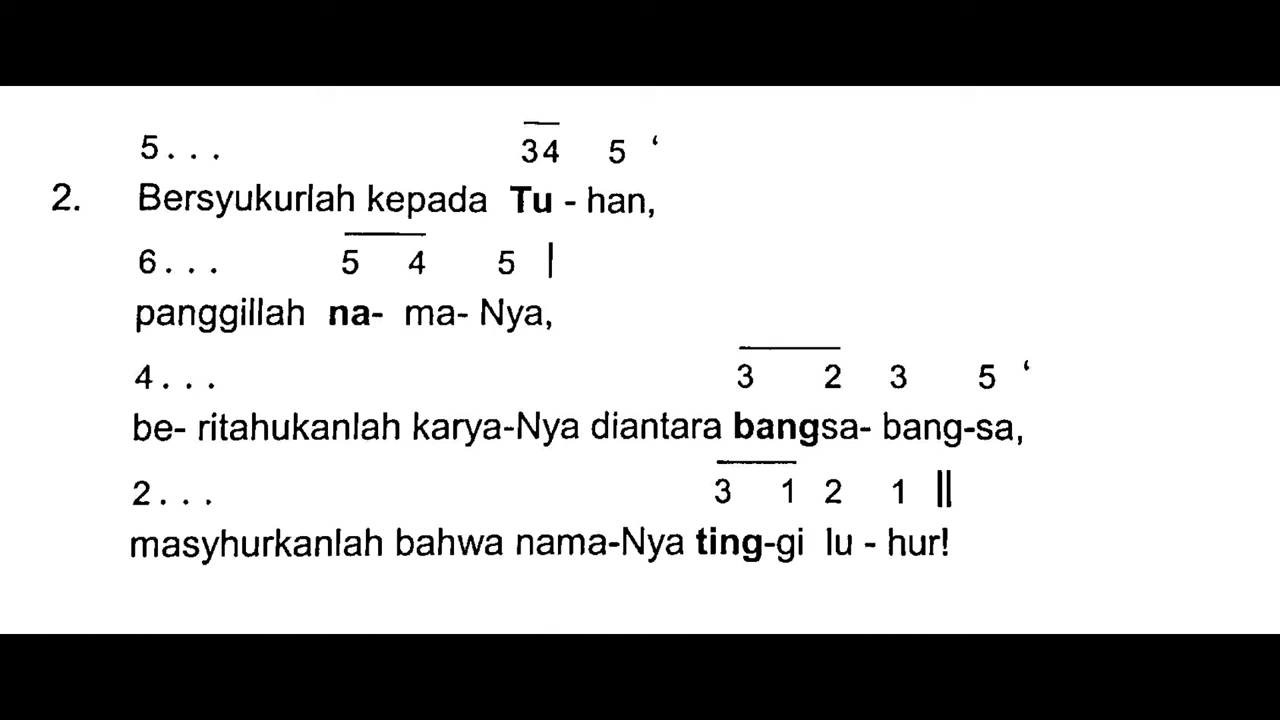 5 . . . 34 5 ‘
2. Bersyukurlah kepada Tu - han,
6 . . . 5 4 5 |
panggillah na- ma- Nya,
4 . . . 3 2 3 5 ‘
be- ritahukanlah karya-Nya diantara bangsa- bang-sa,
2 . . . 3 1 2 1 ||
masyhurkanlah bahwa nama-Nya ting-gi lu - hur!